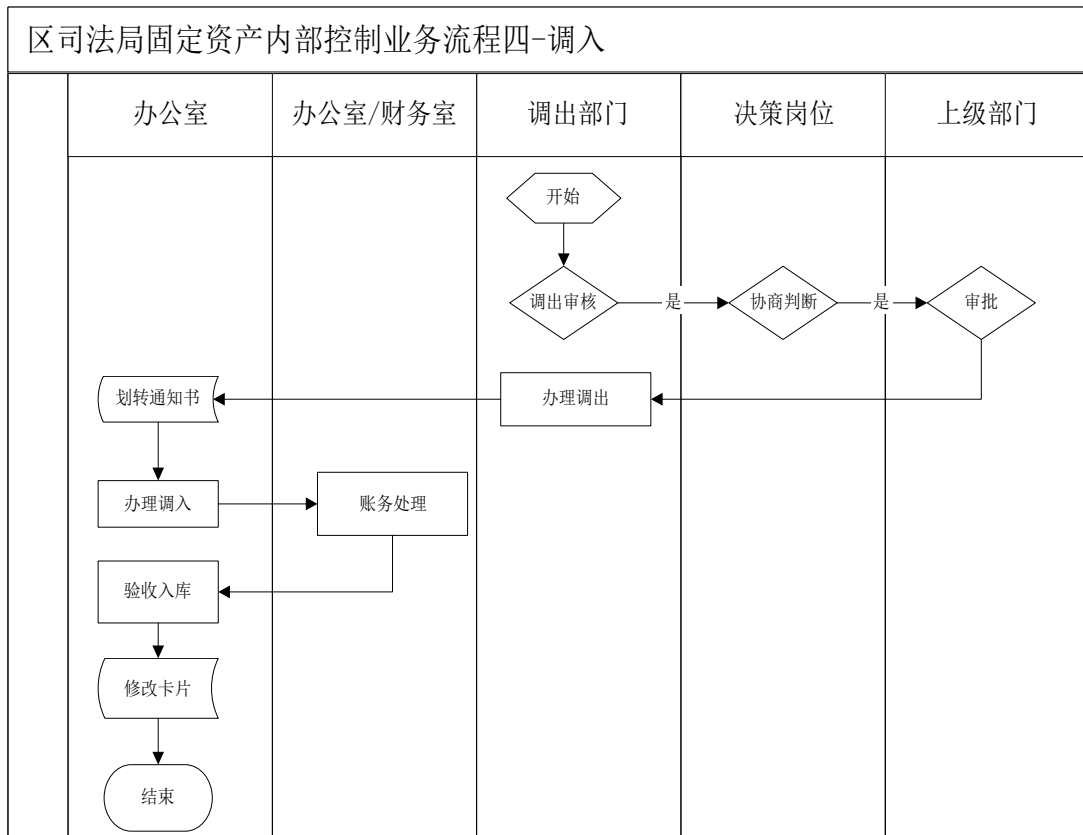 区司法局固定资产内部控制业务流程四-调入
办公室
办公室/财务室
调出部门
决策岗位
上级部门
开始
调出审核
是
协商判断
是
审批
划转通知书
办理调出
办理调入
账务处理
验收入库
修改卡片
结束